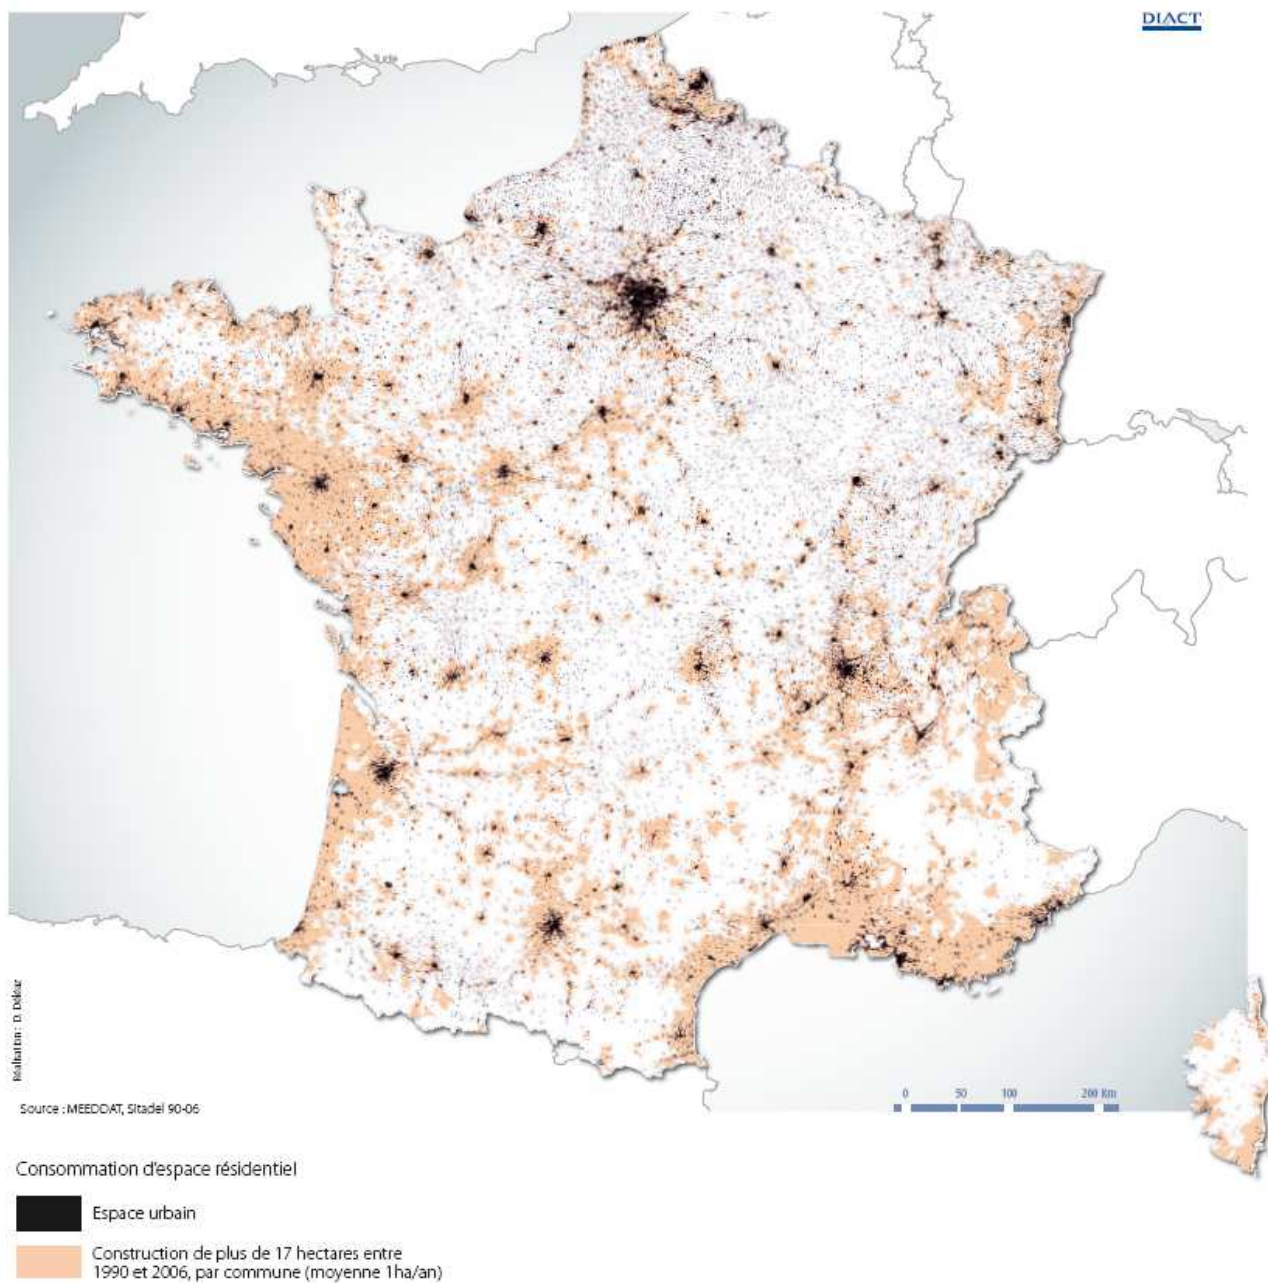 DIACT
Réalisation : D. Déléaz
Source : MEEDDAT, Sitadel 90-06
0 50 100 200 Km
Consommation d'espace résidentiel
Espace urbain
Construction de plus de 17 hectares entre
1990 et 2006, par commune (moyenne 1ha/an)